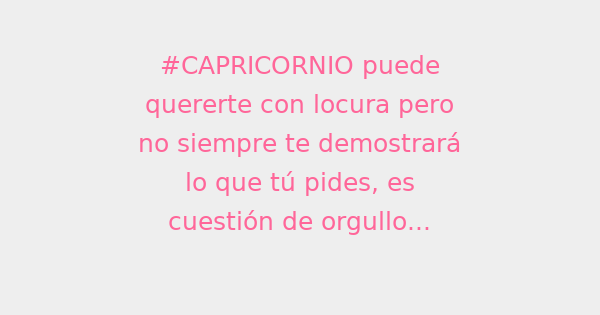 #CAPRICORNIO puede
quererte con locura pero
no siempre te demostrará
lo que tú pides, es
cuestión de orgullo...